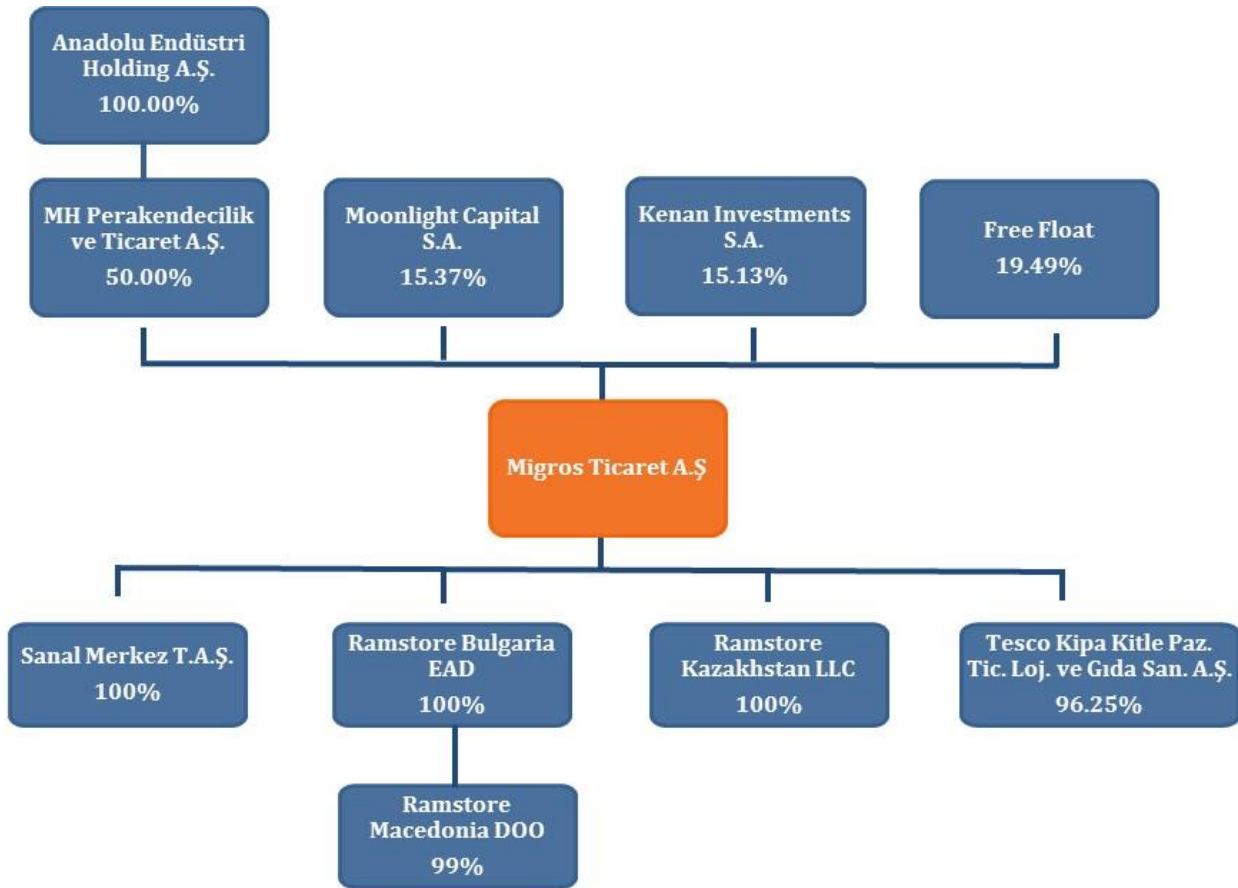 Anadolu Endüstri
Holding A.Ş.
100.00%
MH Perakendecilik
ve Ticaret A.Ş.
50.00%
Moonlight Capital
S.A.
15.37%
Kenan Investments
S.A.
15.13%
Free Float
19.49%
Migros Ticaret A.Ş
Sanal Merkez T.A.Ş.
100%
Ramstore Bulgaria
EAD
100%
Ramstore
Kazakhstan LLC
100%
Tesco Kipa Kitle Paz.
Tic. Loj. ve Gıda San. A.Ş.
96.25%
Ramstore
Macedonia DOO
99%